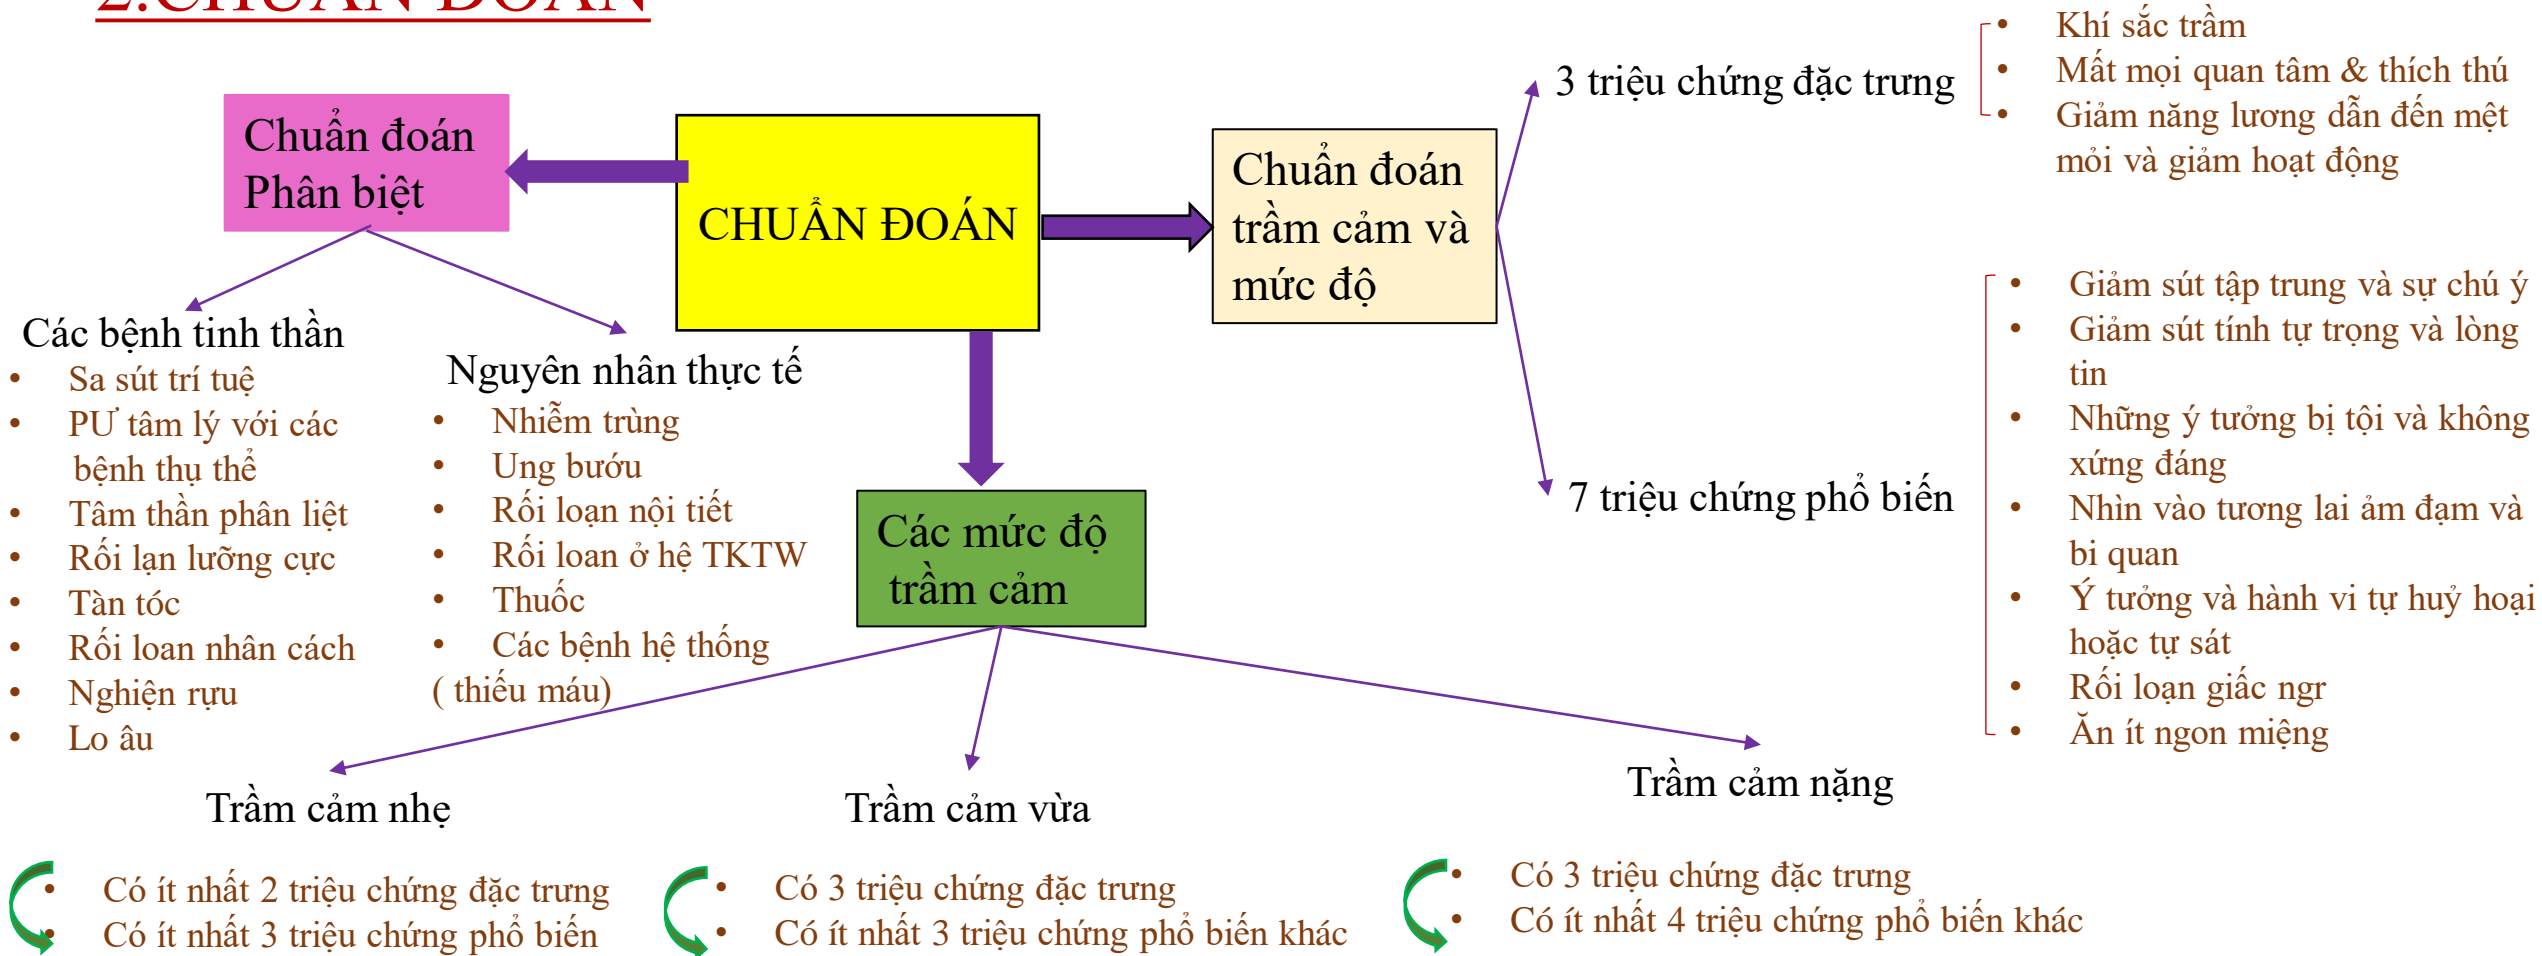 2.CHUẨN ĐOÁN
Chuẩn đoán
Phân biệt
CHUẨN ĐOÁN
Chuẩn đoán
trầm cảm và
mức độ
3 triệu chứng đặc trưng
• Khí sắc trầm
• Mất mọi quan tâm & thích thú
• Giảm năng lương dẫn đến mệt
mỏi và giảm hoạt động
7 triệu chứng phổ biến
• Giảm sút tập trung và sự chú ý
• Giảm sút tính tự trọng và lòng
tin
• Những ý tưởng bị tội và không
xứng đáng
• Nhìn vào tương lai ảm đạm và
bi quan
• Ý tưởng và hành vi tự huỷ hoại
hoặc tự sát
• Rối loạn giấc ngr
• Ăn ít ngon miệng
Các bệnh tinh thần
• Sa sút trí tuệ
• PƯ tâm lý với các
bệnh thụ thể
• Tâm thần phân liệt
• Rối lạn lưỡng cực
• Tàn tóc
• Rối loan nhân cách
• Nghiện rựu
• Lo âu
Nguyên nhân thực tế
• Nhiễm trùng
• Ung bướu
• Rối loạn nội tiết
• Rối loan ở hệ TKTW
• Thuốc
• Các bệnh hệ thống
( thiếu máu)
Các mức độ
trầm cảm
Trầm cảm nhẹ
• Có ít nhất 2 triệu chứng đặc trưng
• Có ít nhất 3 triệu chứng phổ biến
Trầm cảm vừa
• Có 3 triệu chứng đặc trưng
• Có ít nhất 3 triệu chứng phổ biến khác
Trầm cảm nặng
• Có 3 triệu chứng đặc trưng
• Có ít nhất 4 triệu chứng phổ biến khác